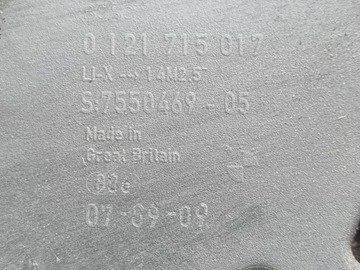 0 121 715 017
LI-X --> 14M2,5
S:7550469-05
Made in
Great Britain
07-09-09